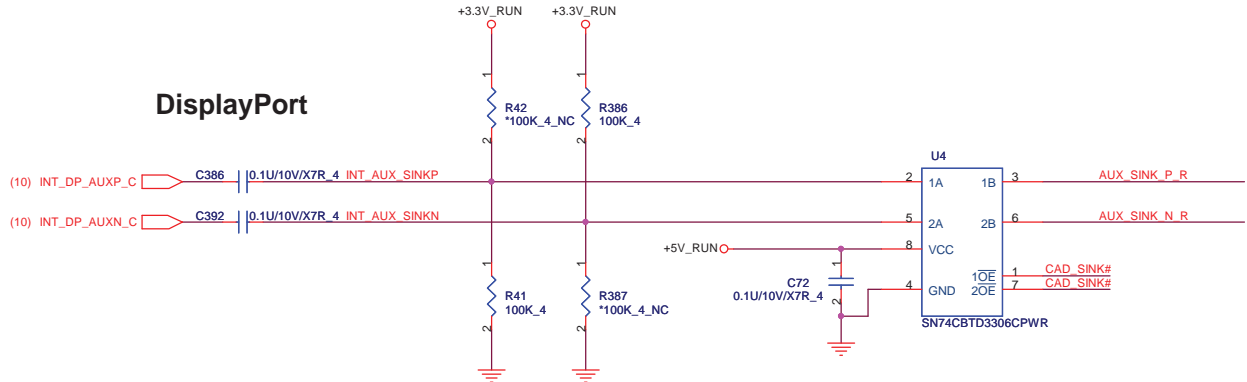 +3.3V_RUN +3.3V_RUN
DisplayPort
1 1
R42 R386
*100K_4_NC 100K_4
2 2
U4
(10) INT_DP_AUXP_C C386 0.1U/10V/X7R_4 INT_AUX_SINKP 2 1A 1B 3 AUX_SINK_P_R
(10) INT_DP_AUXN_C C392 0.1U/10V/X7R_4 INT_AUX_SINKN 5 2A 2B 6 AUX_SINK_N_R
+5V_RUN 8 VCC
1 1 1
1OE 1 CAD_SINK#
C72 4 GND 2OE 7 CAD_SINK#
0.1U/10V/X7R_4
R41 R387
100K_4 *100K_4_NC
2 2 2
SN74CBTD3306CPWR